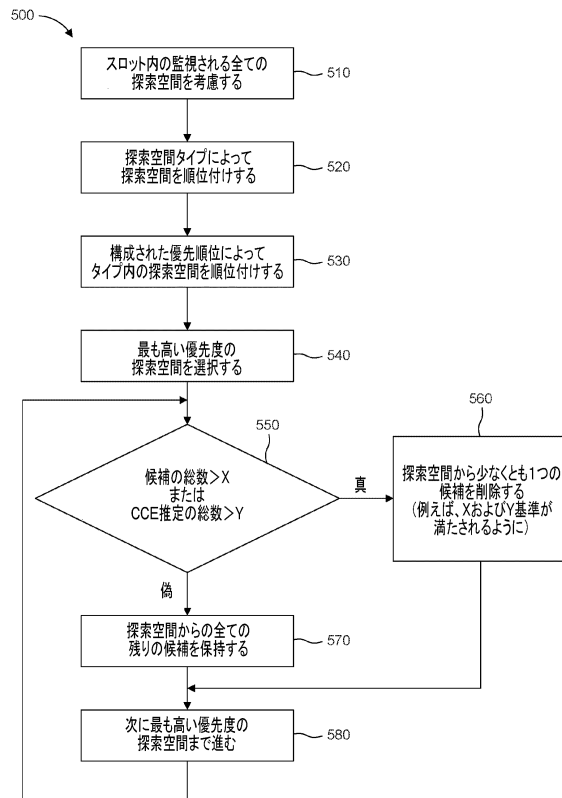 500
スロット内の監視される全ての
探索空間を考慮する
510
探索空間タイプによって
探索空間を順位付けする
520
構成された優先順位によって
タイプ内の探索空間を順位付けする
530
最も高い優先度の
探索空間を選択する
540
550
候補の総数>X
または
CCE推定の総数>Y
真
560
探索空間から少なくとも1つの
候補を削除する
(例えば、XおよびY基準が
満たされるように)
偽
探索空間からの全ての
残りの候補を保持する
570
次に最も高い優先度の
探索空間まで進む
580